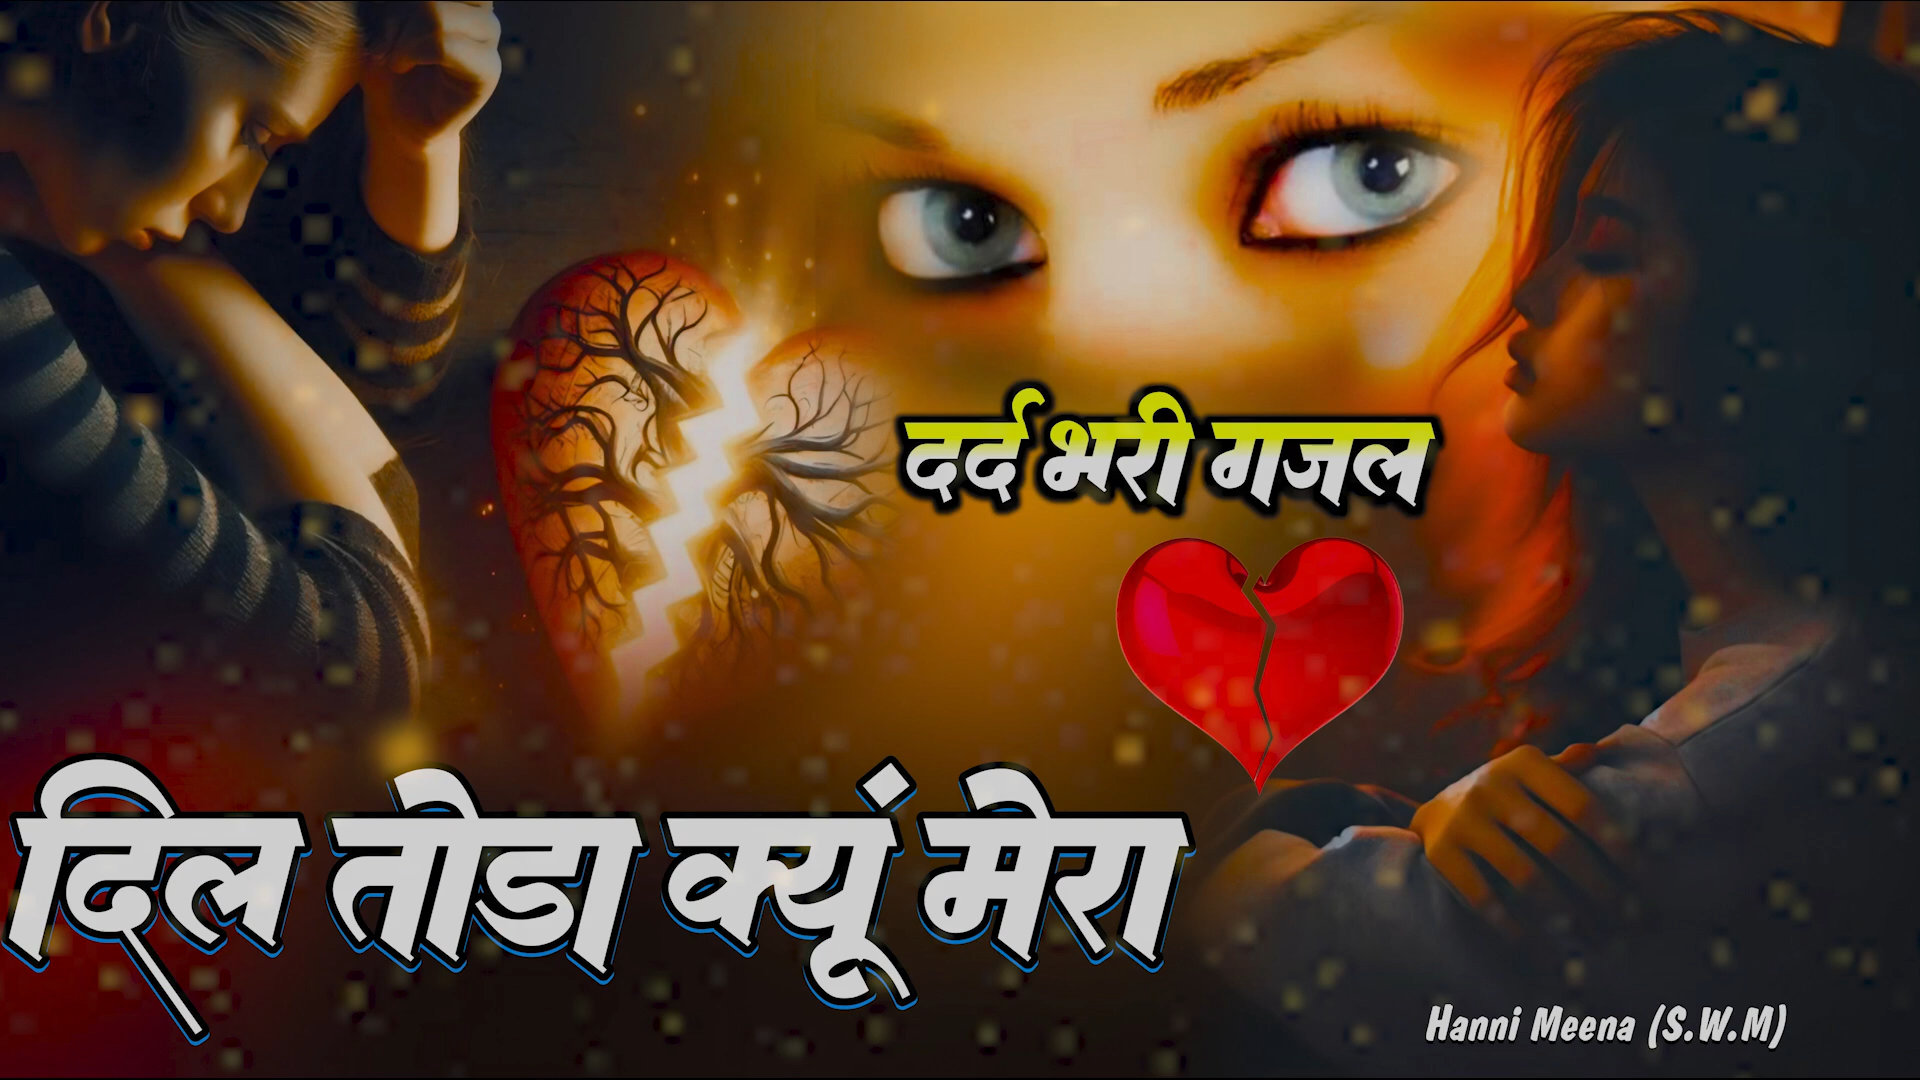 दर्द भरी गजल
दिल तोडा क्यूं मेरा
Hanni Meena (S.W.M)